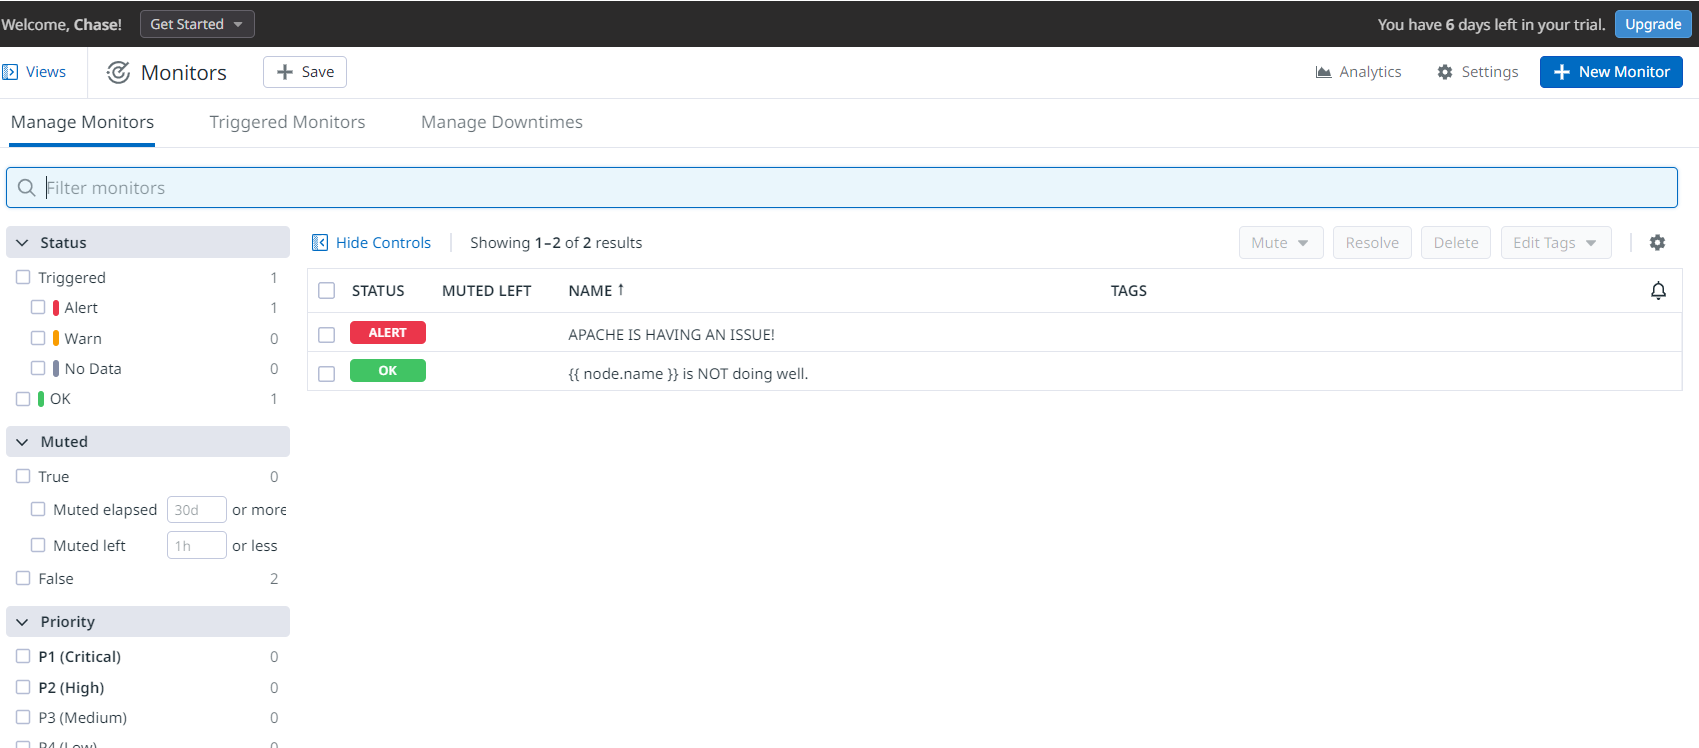 Welcome, Chase! Get Started You have 6 days left in your trial. Upgrade
Views Monitors + Save Analytics Settings + New Monitor
Manage Monitors Triggered Monitors Manage Downtimes
Filter monitors
Status
Triggered 1
Alert 1
Warn 0
No Data 0
OK 1
Muted
True 0
Muted elapsed 30d or more
Muted left 1h or less
False 2
Priority
P1 (Critical) 0
P2 (High) 0
P3 (Medium) 0
P4 (Low) 0
Hide Controls Showing 1–2 of 2 results Mute Resolve Delete Edit Tags
STATUS MUTED LEFT NAME ↑ TAGS
ALERT APACHE IS HAVING AN ISSUE!
OK {{ node.name }} is NOT doing well.